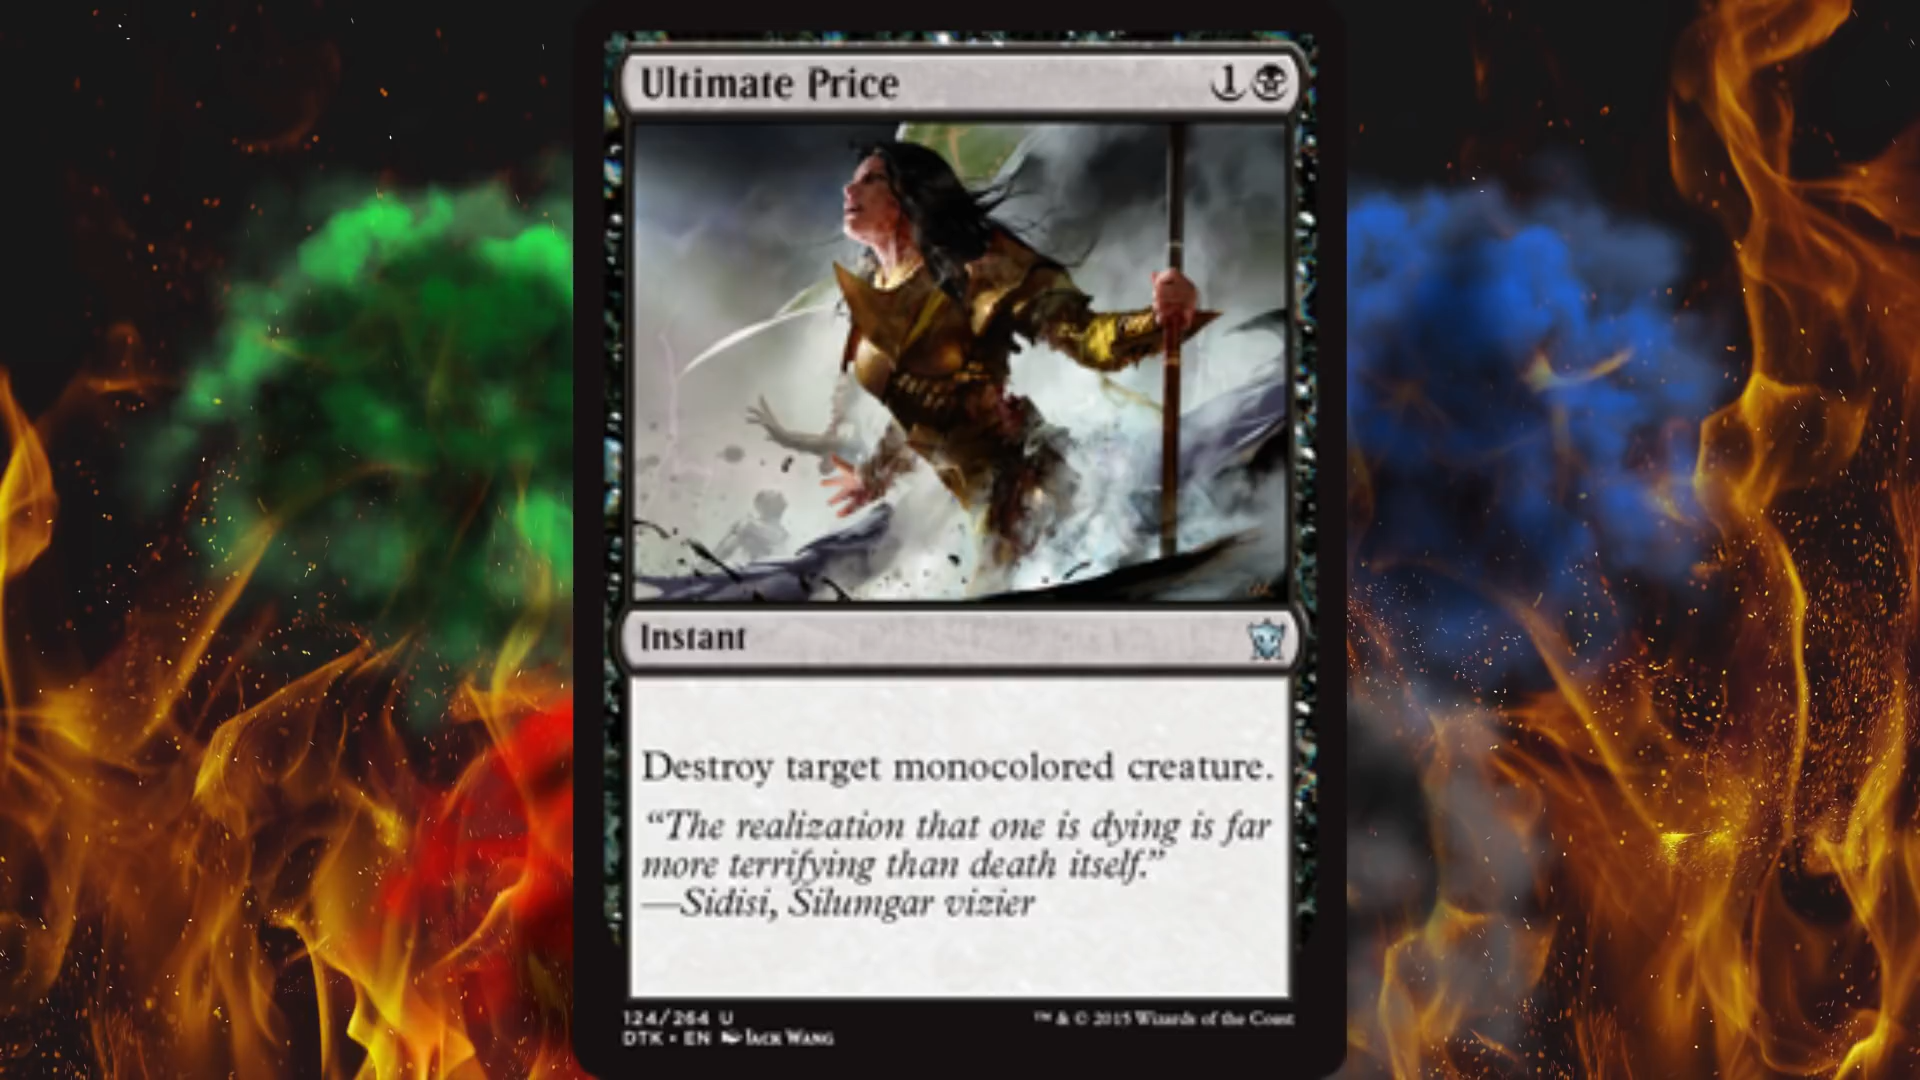 Ultimate Price 1
Instant
Destroy target monocolored creature.
“The realization that one is dying is far
more terrifying than death itself.”
—Sidisi, Silumgar vizier
124/264 U
DTK • EN Jack Wang
™ & © 2015 Wizards of the Coast